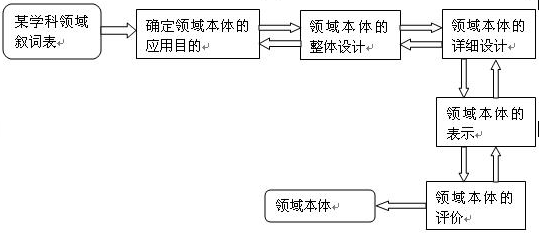 某学科领域
叙词表
确定领域本体的
应用目的
领域本体的
整体设计
领域本体的
详细设计
领域本体的
表示
领域本体的
评价
领域本体